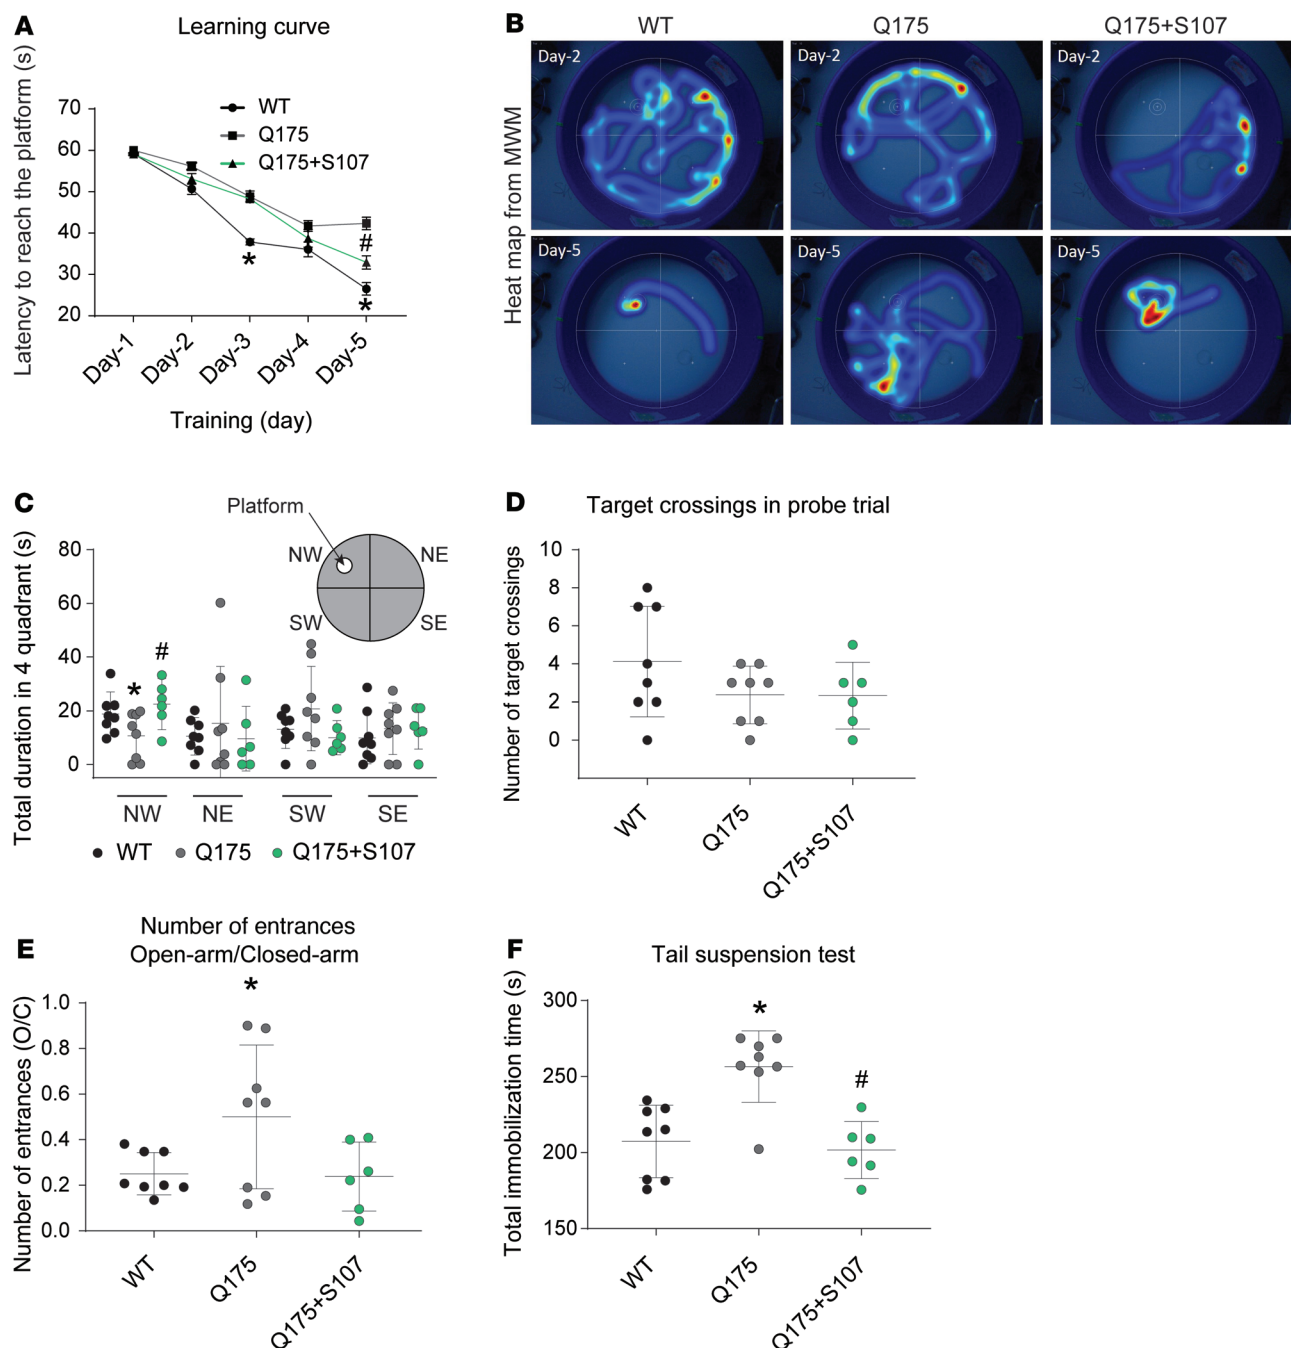 A
Learning curve
Latency to reach the platform (s)
70
60
50
40
30
20
WT
Q175
Q175+S107
*
#
*
Day-1
Day-2
Day-3
Day-4
Day-5
Training (day)
B
WT
Q175
Q175+S107
Heat map from MWM
Day-2
Day-2
Day-2
Day-5
Day-5
Day-5
C
Platform
NW
NE
SW
SE
Total duration in 4 quadrant (s)
80
60
40
20
0
*
#
NW
NE
SW
SE
WT
Q175
Q175+S107
D
Target crossings in probe trial
Number of target crossings
10
8
6
4
2
0
WT
Q175
Q175+S107
E
Number of entrances
Open-arm/Closed-arm
Number of entrances (O/C)
1.0
0.8
0.6
0.4
0.2
0.0
*
WT
Q175
Q175+S107
F
Tail suspension test
Total immobilization time (s)
300
250
200
150
*
#
WT
Q175
Q175+S107